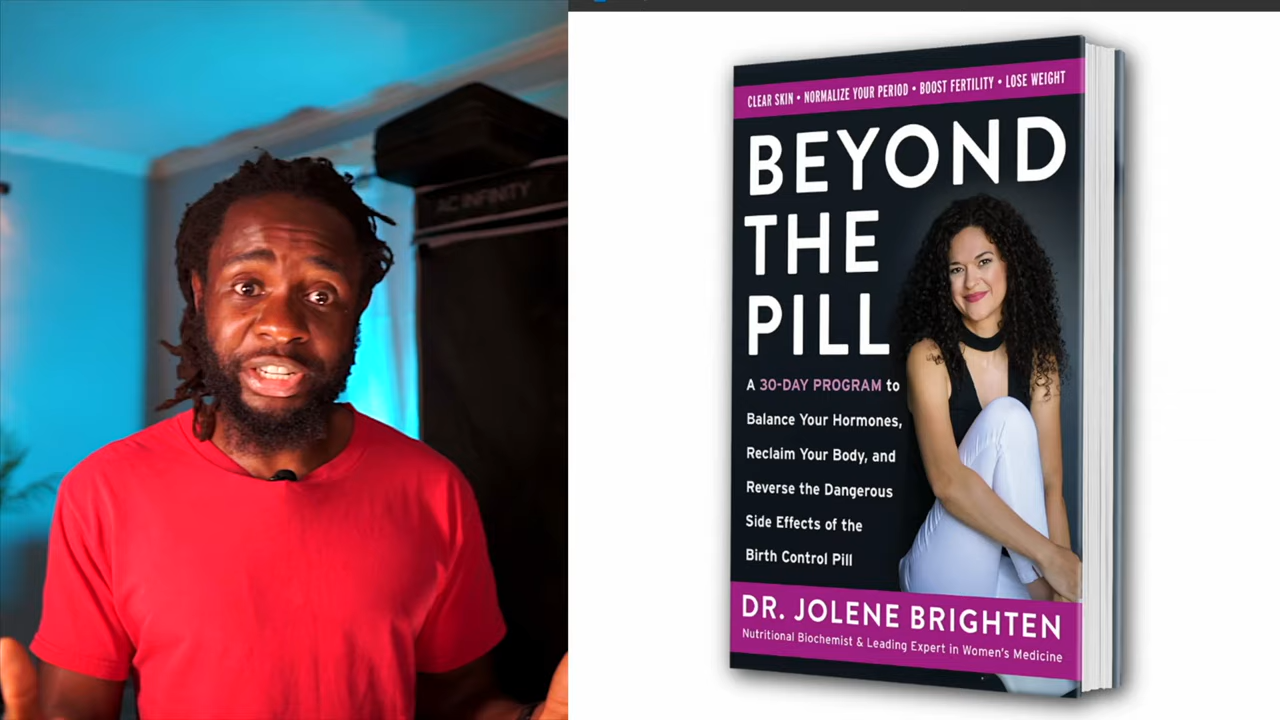 AC INFINITY
CLEAR SKIN • NORMALIZE YOUR PERIOD • BOOST FERTILITY • LOSE WEIGHT
BEYOND
THE
PILL
A 30-DAY PROGRAM to
Balance Your Hormones,
Reclaim Your Body, and
Reverse the Dangerous
Side Effects of the
Birth Control Pill
DR. JOLENE BRIGHTEN
Nutritional Biochemist & Leading Expert in Women's Medicine